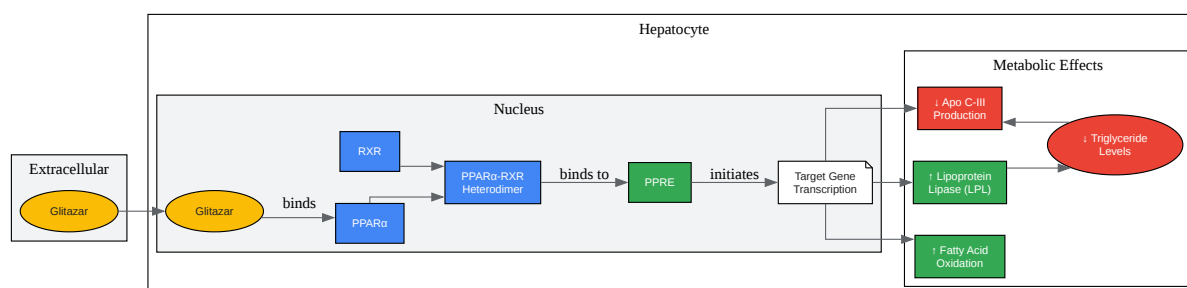 Hepatocyte
Metabolic Effects
Nucleus
Extracellular
Glitazar
Glitazar
binds
RXR
PPARα
PPARα-RXR
Heterodimer
binds to
PPRE
initiates
Target Gene
Transcription
↓ Apo C-III
Production
↓ Triglyceride
Levels
↑ Lipoprotein
Lipase (LPL)
↑ Fatty Acid
Oxidation